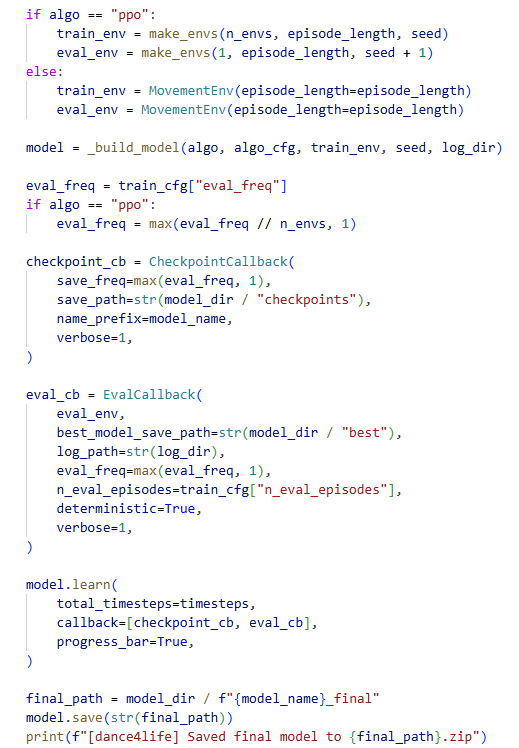 if algo == "ppo":
    train_env = make_envs(n_envs, episode_length, seed)
    eval_env = make_envs(1, episode_length, seed + 1)
else:
    train_env = MovementEnv(episode_length=episode_length)
    eval_env = MovementEnv(episode_length=episode_length)

model = _build_model(algo, algo_cfg, train_env, seed, log_dir)

eval_freq = train_cfg["eval_freq"]
if algo == "ppo":
    eval_freq = max(eval_freq // n_envs, 1)

checkpoint_cb = CheckpointCallback(
    save_freq=max(eval_freq, 1),
    save_path=str(model_dir / "checkpoints"),
    name_prefix=model_name,
    verbose=1,
)

eval_cb = EvalCallback(
    eval_env,
    best_model_save_path=str(model_dir / "best"),
    log_path=str(log_dir),
    eval_freq=max(eval_freq, 1),
    n_eval_episodes=train_cfg["n_eval_episodes"],
    deterministic=True,
    verbose=1,
)

model.learn(
    total_timesteps=timesteps,
    callback=[checkpoint_cb, eval_cb],
    progress_bar=True,
)

final_path = model_dir / f"{model_name}_final"
model.save(str(final_path))
print(f"[dance4life] Saved final model to {final_path}.zip")